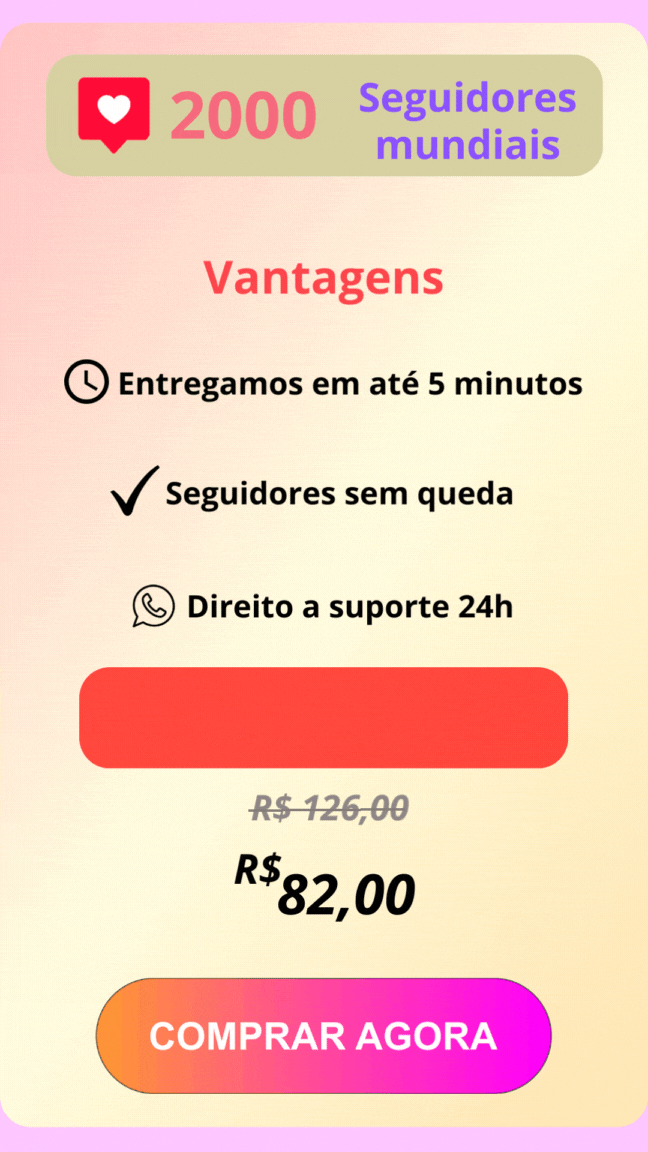 2000
Seguidores
mundiais
Vantagens
Entregamos em até 5 minutos
Seguidores sem queda
Direito a suporte 24h
R$ 126,00
R$82,00
COMPRAR AGORA